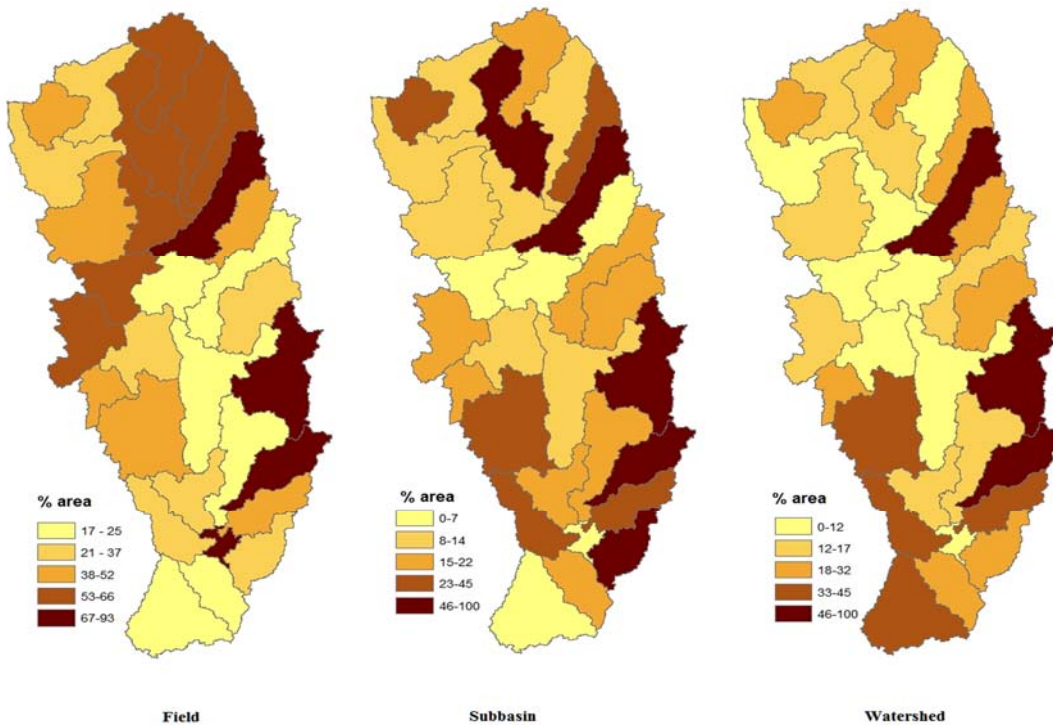 % area
17 - 25
21 - 37
38-52
53-66
67-93
Field
% area
0-7
8-14
15-22
23-45
46-100
Subbasin
% area
0-12
12-17
18-32
33-45
46-100
Watershed